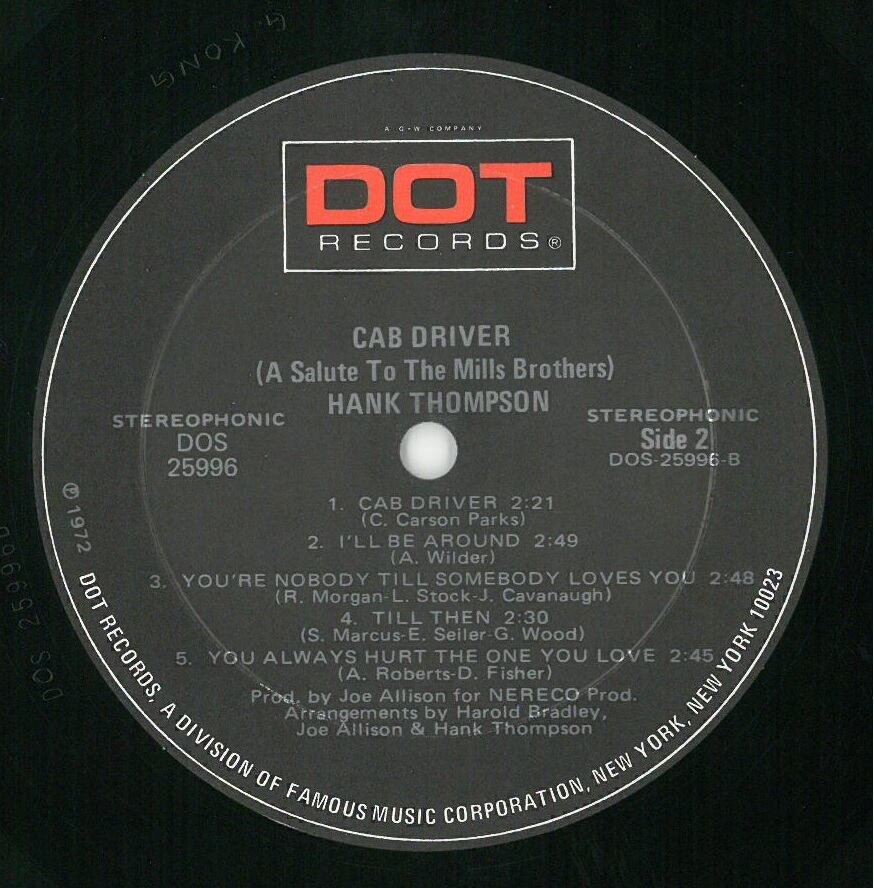 G. KONG
A G+W COMPANY
DOT
RECORDS®
CAB DRIVER
(A Salute To The Mills Brothers)
HANK THOMPSON
STEREOPHONIC
DOS
25996
STEREOPHONIC
Side 2
DOS-25996-B
1. CAB DRIVER 2:21
(C. Carson Parks)
2. I'LL BE AROUND 2:49
(A. Wilder)
3. YOU'RE NOBODY TILL SOMEBODY LOVES YOU 2:48
(R. Morgan-L. Stock-J. Cavanaugh)
4. TILL THEN 2:30
(S. Marcus-E. Seiler-G. Wood)
5. YOU ALWAYS HURT THE ONE YOU LOVE 2:45
(A. Roberts-D. Fisher)
Prod. by Joe Allison for NERECO Prod.
Arrangements by Harold Bradley,
Joe Allison & Hank Thompson
℗1972 DOT RECORDS, A DIVISION OF FAMOUS MUSIC CORPORATION, NEW YORK, NEW YORK 10023
DOS 25996